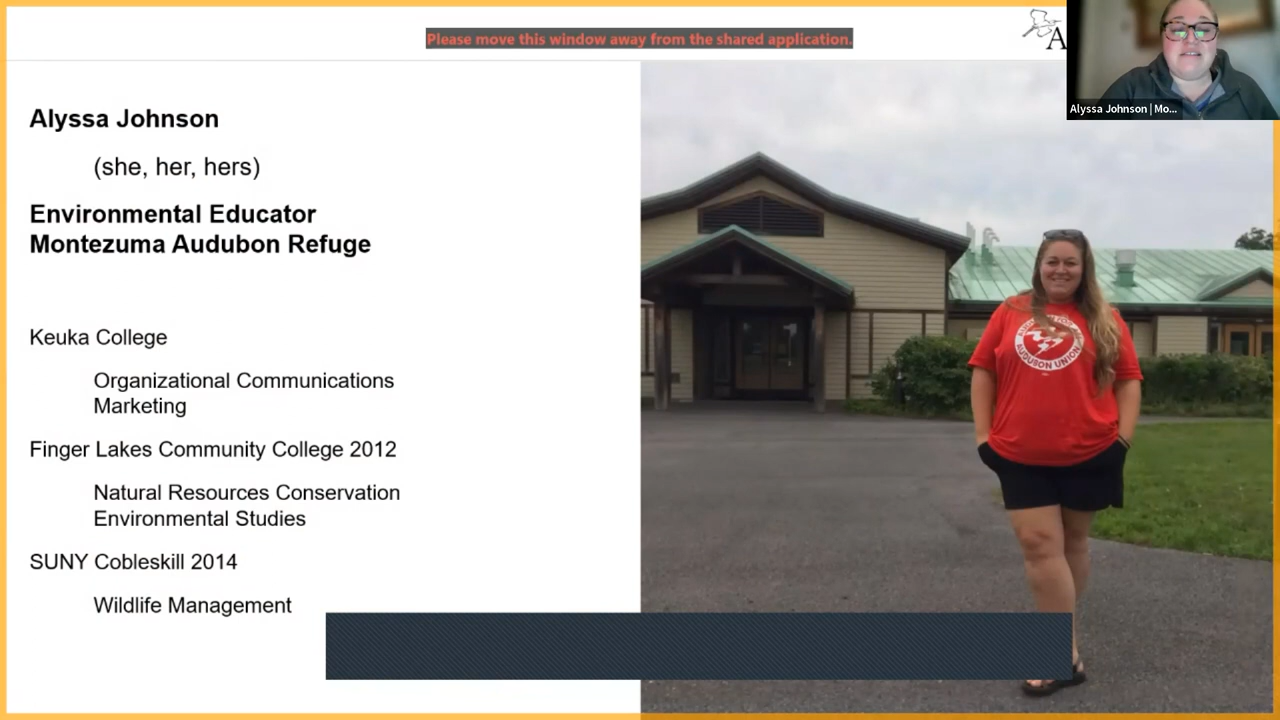 Please move this window away from the shared application.
A
Alyssa Johnson | Mo...
Alyssa Johnson
(she, her, hers)
Environmental Educator
Montezuma Audubon Refuge
Keuka College
Organizational Communications
Marketing
Finger Lakes Community College 2012
Natural Resources Conservation
Environmental Studies
SUNY Cobleskill 2014
Wildlife Management
AUDUBON UNION